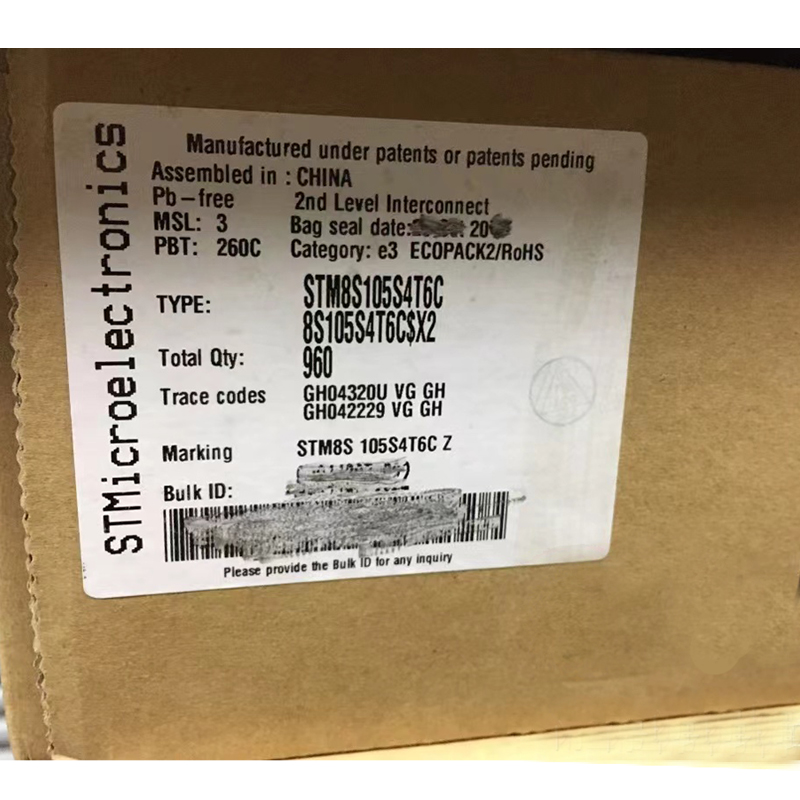 STMicroelectronics
Manufactured under patents or patents pending
Assembled in : CHINA
Pb-free 2nd Level Interconnect
MSL: 3 Bag seal date: 20
PBT: 260C Category: e3 ECOPACK2/RoHS
TYPE: STM8S105S4T6C
8S105S4T6C$X2
Total Qty: 960
Trace codes GH04320U VG GH
GH042229 VG GH
Marking STM8S 105S4T6C Z
Bulk ID:
Please provide the Bulk ID for any inquiry